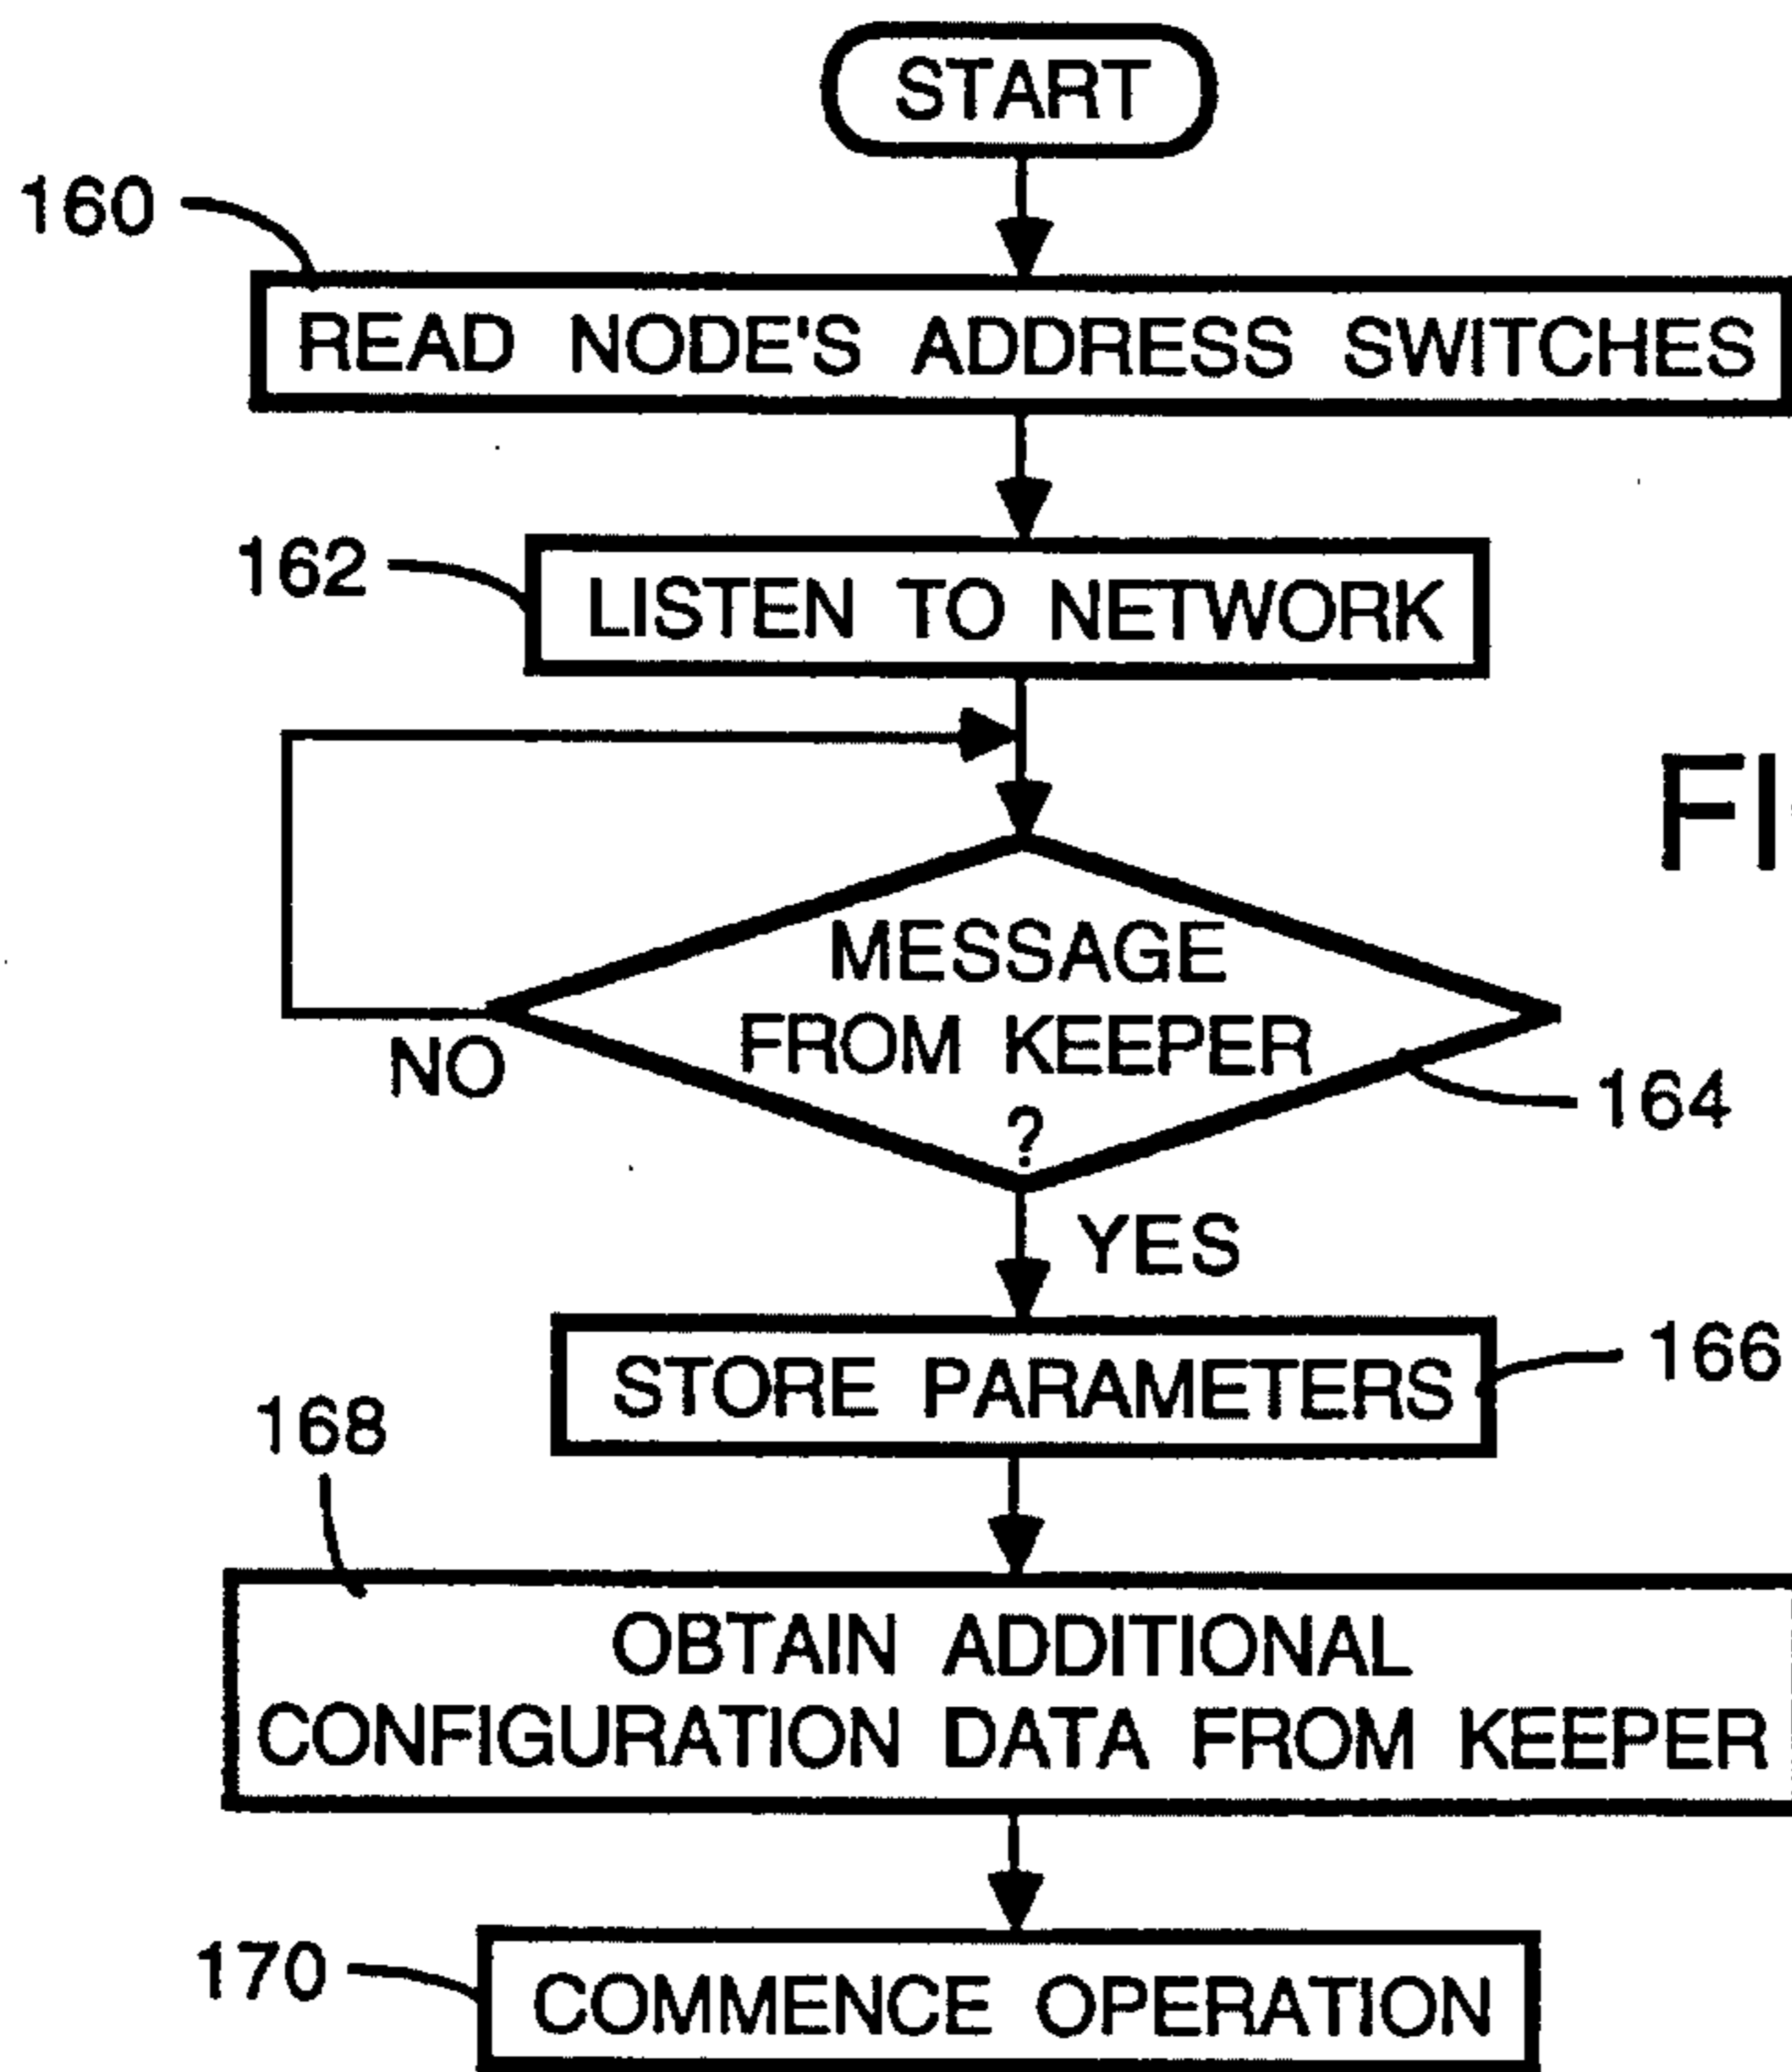 START
160
READ NODE'S ADDRESS SWITCHES
162
LISTEN TO NETWORK
FI
MESSAGE
FROM KEEPER
?
NO
164
YES
166
STORE PARAMETERS
168
OBTAIN ADDITIONAL
CONFIGURATION DATA FROM KEEPER
170
COMMENCE OPERATION